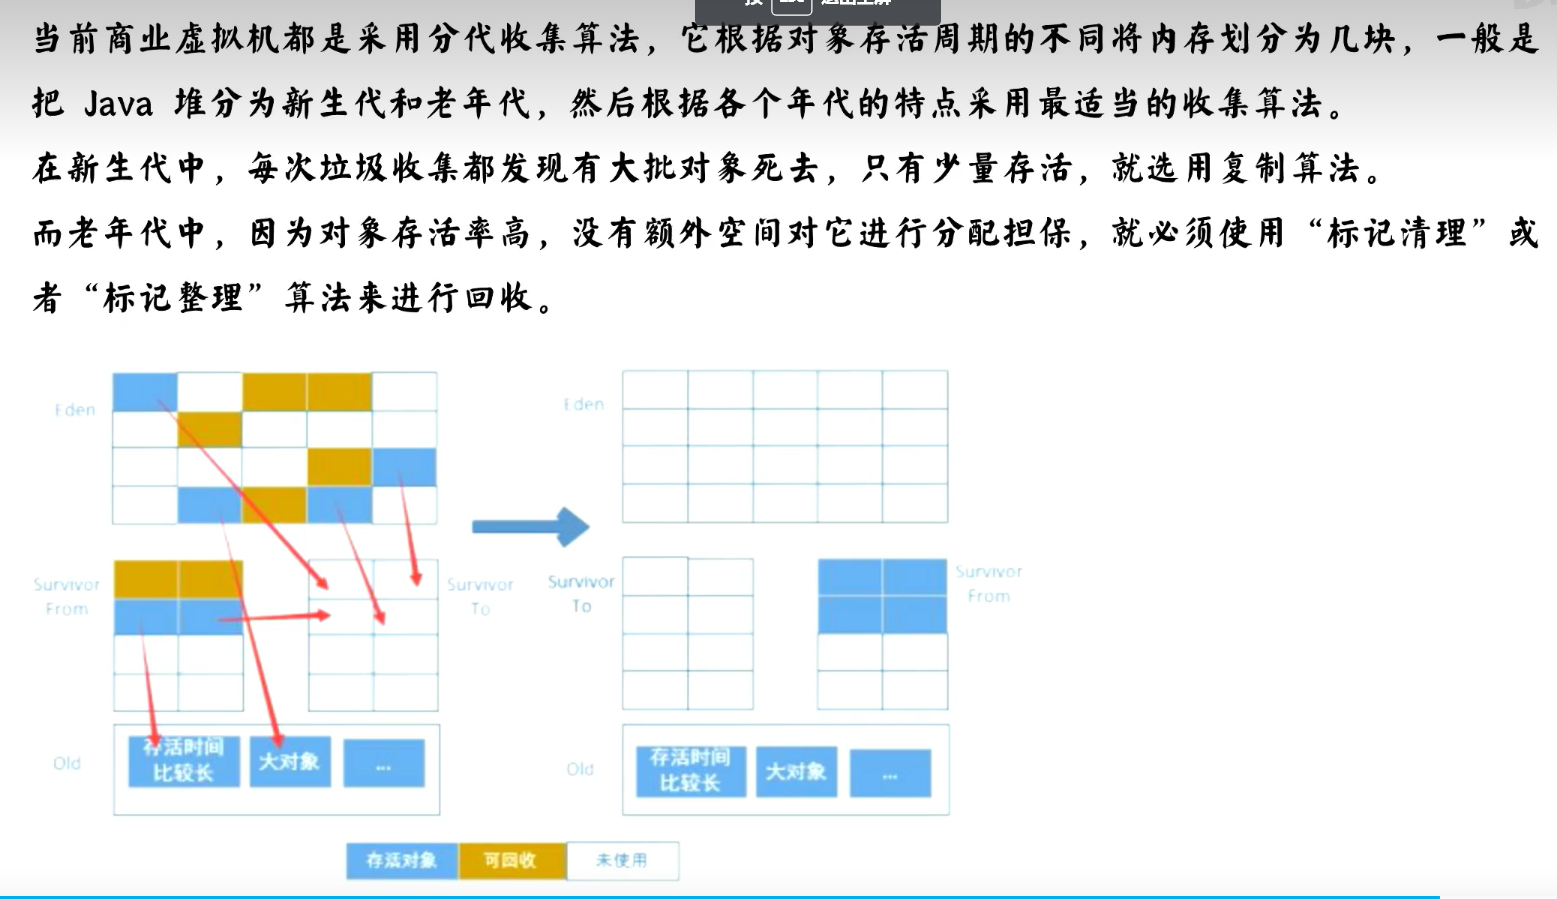 当前商业虚拟机都是采用分代收集算法，它根据对象存活周期的不同将内存划分为几块，一般是
把 Java 堆分为新生代和老年代，然后根据各个年代的特点采用最适当的收集算法。
在新生代中，每次垃圾收集都发现有大批对象死去，只有少量存活，就选用复制算法。
而老年代中，因为对象存活率高，没有额外空间对它进行分配担保，就必须使用“标记清理”或
者“标记整理”算法来进行回收。
Eden
Survivor
From
Survivor
To
Old
存活时间
比较长
大对象
...
Eden
Survivor
To
Survivor
From
Old
存活时间
比较长
大对象
...
存活对象
可回收
未使用